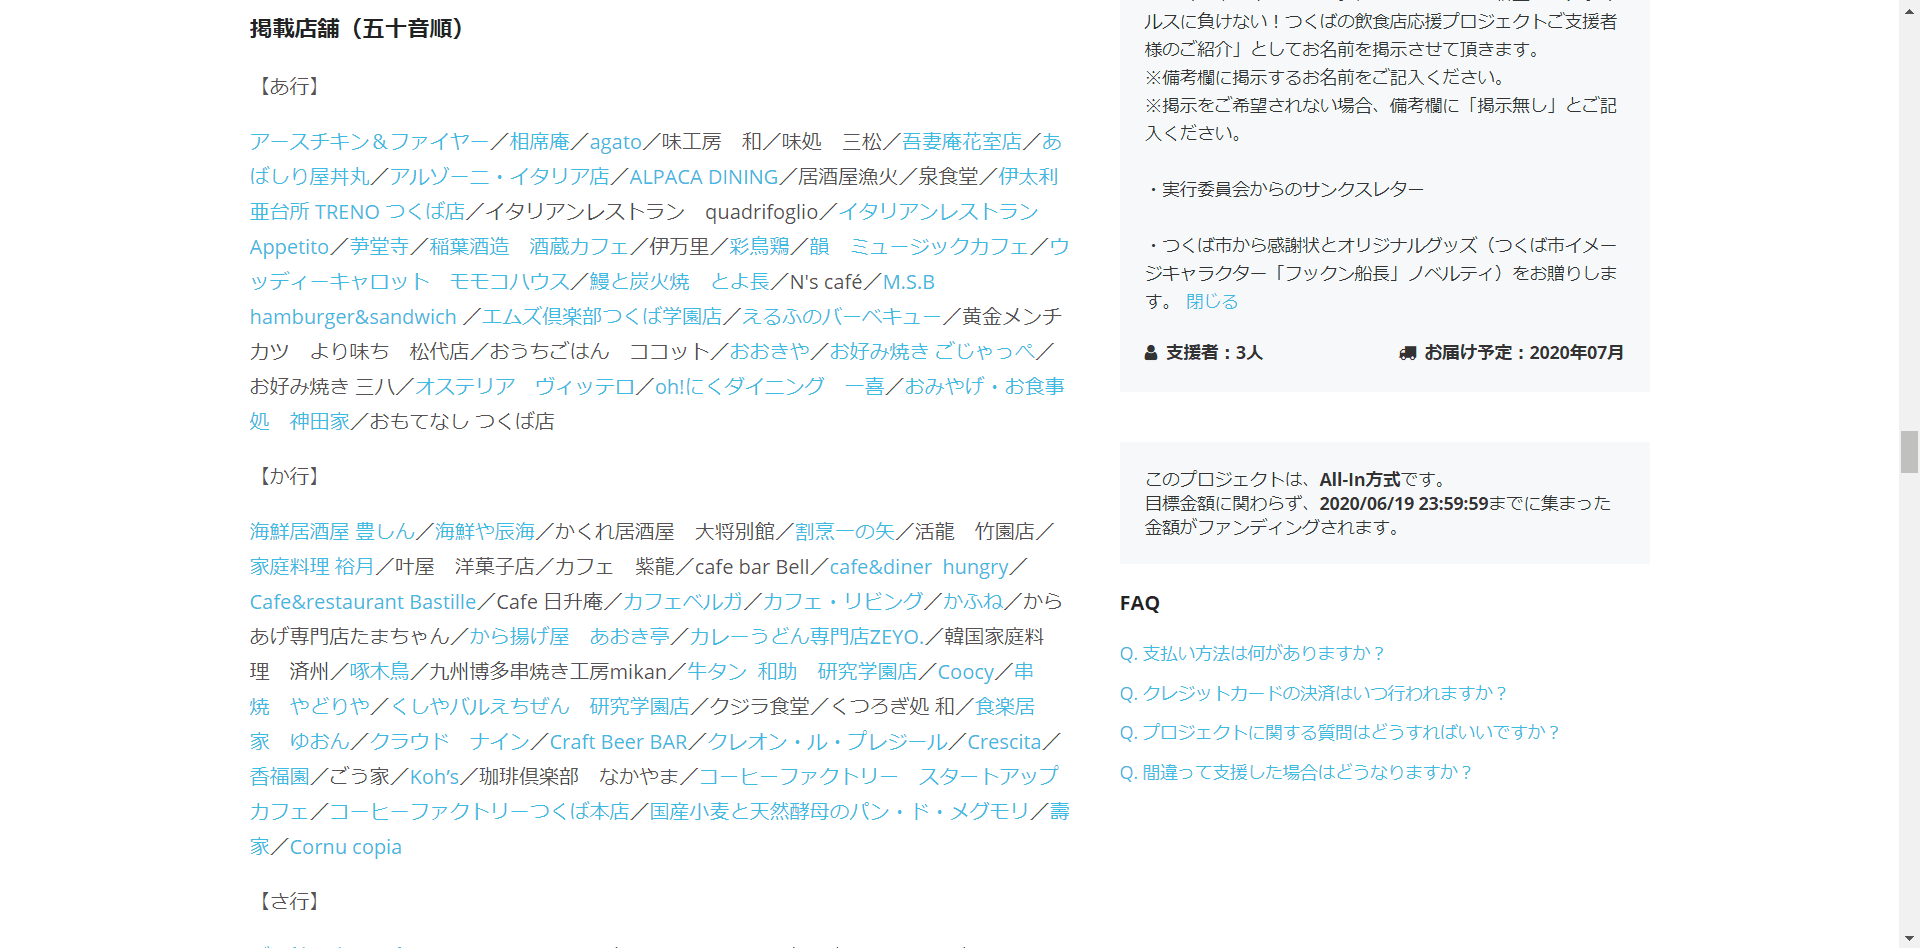 掲載店舗（五十音順）
【あ行】
アースチキン＆ファイヤー／相席庵／agato／味工房　和／味処　三松／吾妻庵花室店／あ
ばしり屋丼丸／アルゾーニ・イタリア店／ALPACA DINING／居酒屋漁火／泉食堂／伊太利
亜台所 TRENO つくば店／イタリアンレストラン　quadrifoglio／イタリアンレストラン
Appetito／芛堂寺／稲葉酒造　酒蔵カフェ／伊万里／彩鳥鶏／韻　ミュージックカフェ／ウ
ッディーキャロット　モモコハウス／鰻と炭火焼　とよ長／N's café／M.S.B
hamburger&sandwich ／エムズ倶楽部つくば学園店／えるふのバーベキュー／黄金メンチ
カツ　より味ち　松代店／おうちごはん　ココット／おおきや／お好み焼き ごじゃっぺ／
お好み焼き 三八／オステリア　ヴィッテロ／oh!にくダイニング　一喜／おみやげ・お食事
処　神田家／おもてなし つくば店
【か行】
海鮮居酒屋 豊しん／海鮮や辰海／かくれ居酒屋　大将別館／割烹一の矢／活龍　竹園店／
家庭料理 裕月／叶屋　洋菓子店／カフェ　紫龍／cafe bar Bell／cafe&diner  hungry／
Cafe&restaurant Bastille／Cafe 日升庵／カフェベルガ／カフェ・リビング／かふね／から
あげ専門店たまちゃん／から揚げ屋　あおき亭／カレーうどん専門店ZEYO.／韓国家庭料
理　済州／啄木鳥／九州博多串焼き工房mikan／牛タン  和助　研究学園店／Coocy／串
焼　やどりや／くしやバルえちぜん　研究学園店／クジラ食堂／くつろぎ処 和／食楽居
家　ゆおん／クラウド　ナイン／Craft Beer BAR／クレオン・ル・プレジール／Crescita／
香福園／ごう家／Koh’s／珈琲倶楽部　なかやま／コーヒーファクトリー　スタートアップ
カフェ／コーヒーファクトリーつくば本店／国産小麦と天然酵母のパン・ド・メグモリ／壽
家／Cornu copia
【さ行】
ルスに負けない！つくばの飲食店応援プロジェクトご支援者
様のご紹介」としてお名前を掲示させて頂きます。
※備考欄に掲示するお名前をご記入ください。
※掲示をご希望されない場合、備考欄に「掲示無し」とご記
入ください。
・実行委員会からのサンクスレター
・つくば市から感謝状とオリジナルグッズ（つくば市イメー
ジキャラクター「フックン船長」ノベルティ）をお贈りしま
す。 閉じる
支援者：3人
お届け予定：2020年07月
このプロジェクトは、All-In方式です。
目標金額に関わらず、2020/06/19 23:59:59までに集まった
金額がファンディングされます。
FAQ
Q. 支払い方法は何がありますか？
Q. クレジットカードの決済はいつ行われますか？
Q. プロジェクトに関する質問はどうすればいいですか？
Q. 間違って支援した場合はどうなりますか？